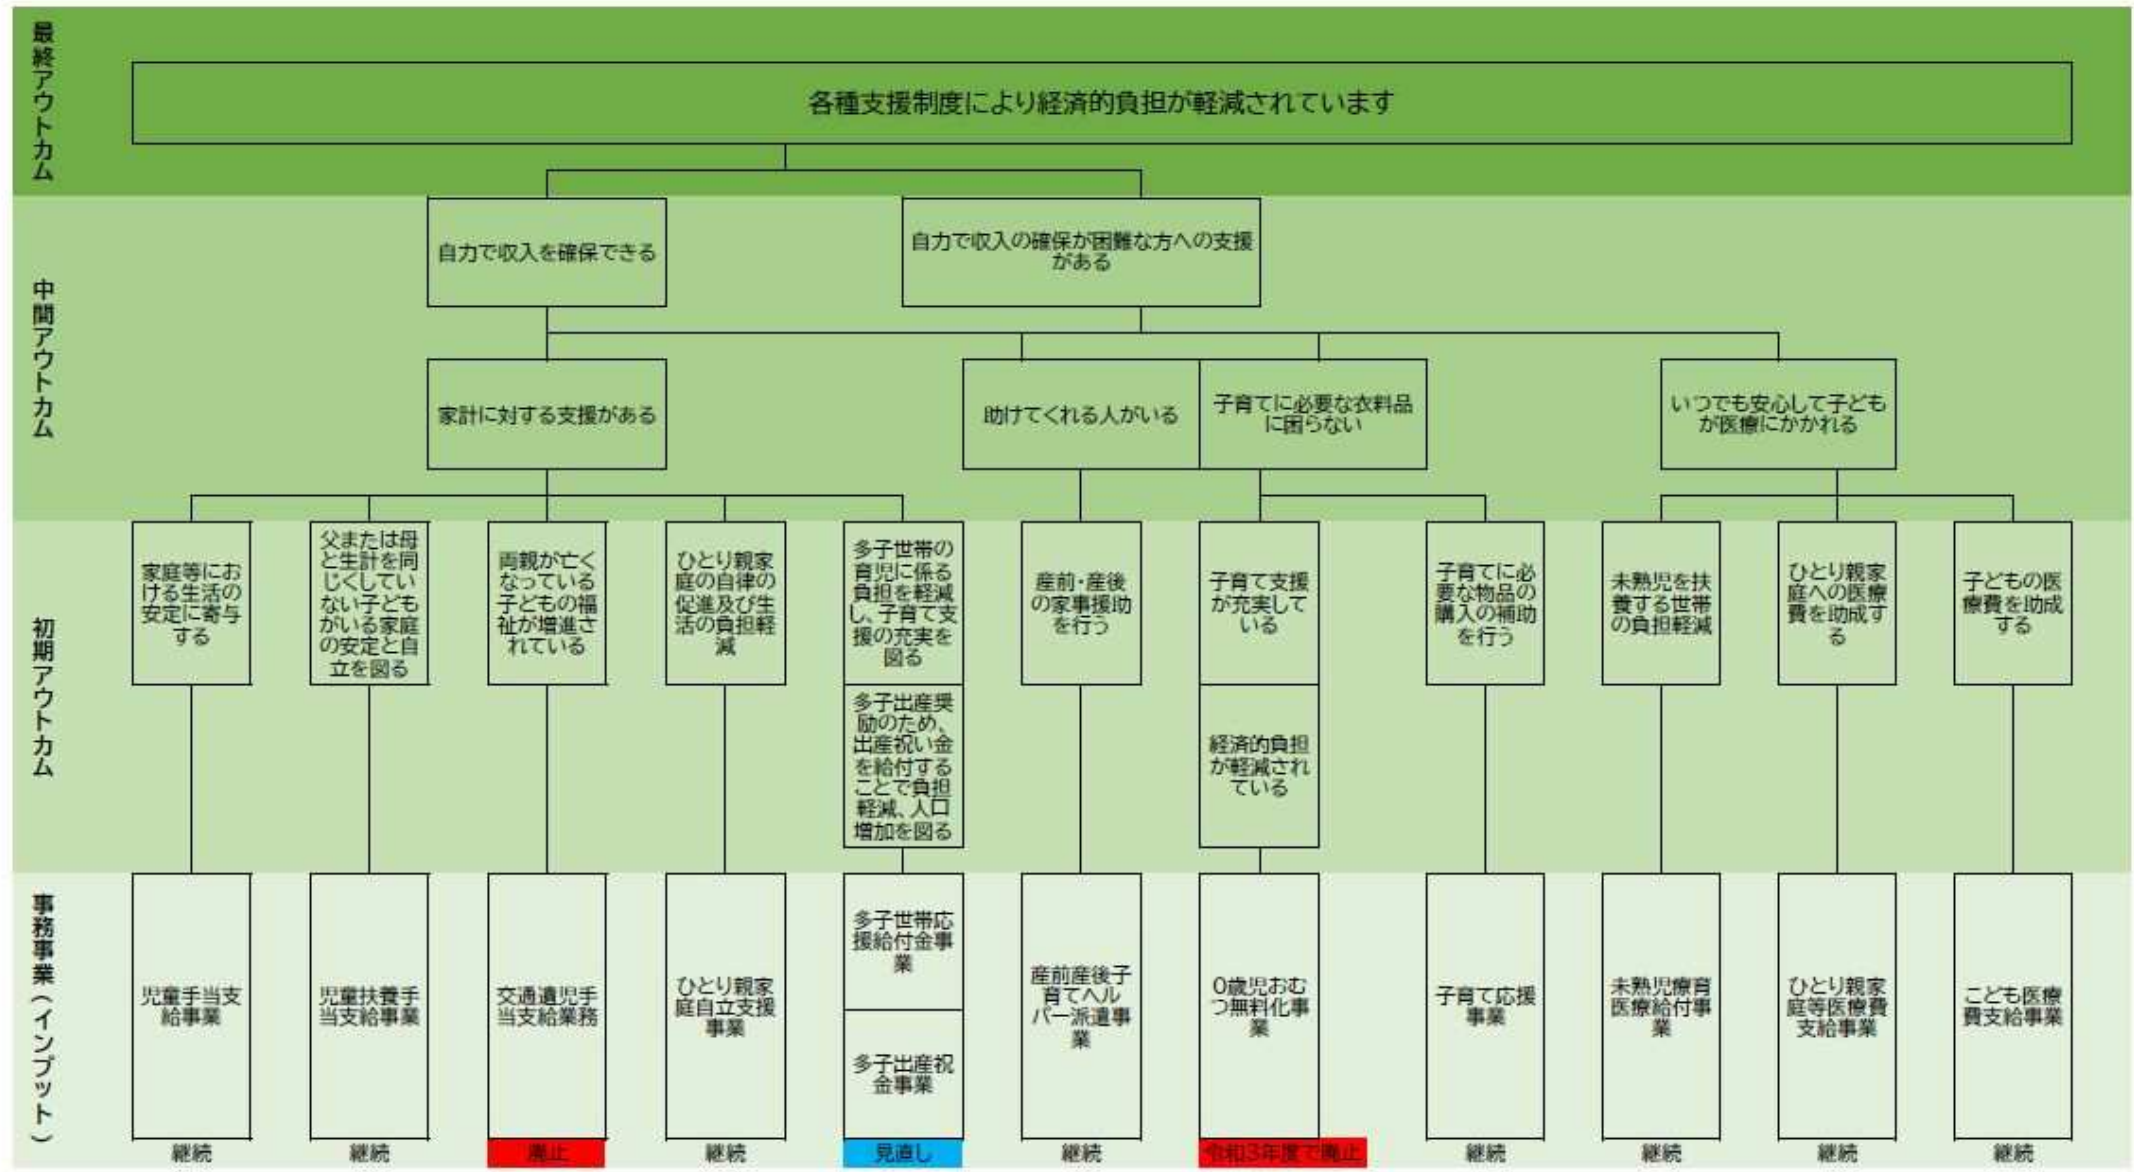 最終アウトカム
各種支援制度により経済的負担が軽減されています
中間アウトカム
自力で収入を確保できる
自力で収入の確保が困難な方への支援
がある
家計に対する支援がある
助けてくれる人がいる
子育てに必要な衣料品
に困らない
いつでも安心して子ども
が医療にかかれる
初期アウトカム
家庭等にお
ける生活の
安定に寄与
する
父または母
と生計を同
じくしてい
ない子ども
がいる家庭
の安定と自
立を図る
両親が亡く
なっている
子どもの福
祉が増進さ
れている
ひとり親家
庭の自律の
促進及び生
活の負担軽
減
多子世帯の
育児に係る
負担を軽減
し、子育て支
援の充実を
図る
多子出産奨
励のため、
出産祝い金
を給付する
ことで負担
軽減、人口
増加を図る
産前・産後
の家事援助
を行う
子育て支援
が充実して
いる
経済的負担
が軽減され
ている
子育てに必
要な物品の
購入の補助
を行う
未熟児を扶
養する世帯
の負担軽減
ひとり親家
庭への医療
費を助成す
る
子どもの医
療費を助成
する
事務事業（インプット）
児童手当支
給事業
児童扶養手
当支給事業
交通遺児手
当支給業務
ひとり親家
庭自立支援
事業
多子世帯応
援給付金事
業
多子出産祝
金事業
産前産後子
育てヘル
パー派遣事
業
0歳児おむ
つ無料化事
業
子育て応援
事業
未熟児療育
医療給付事
業
ひとり親家
庭等医療費
支給事業
こども医療
費支給事業
継続
継続
廃止
継続
見直し
継続
令和3年度で廃止
継続
継続
継続
継続